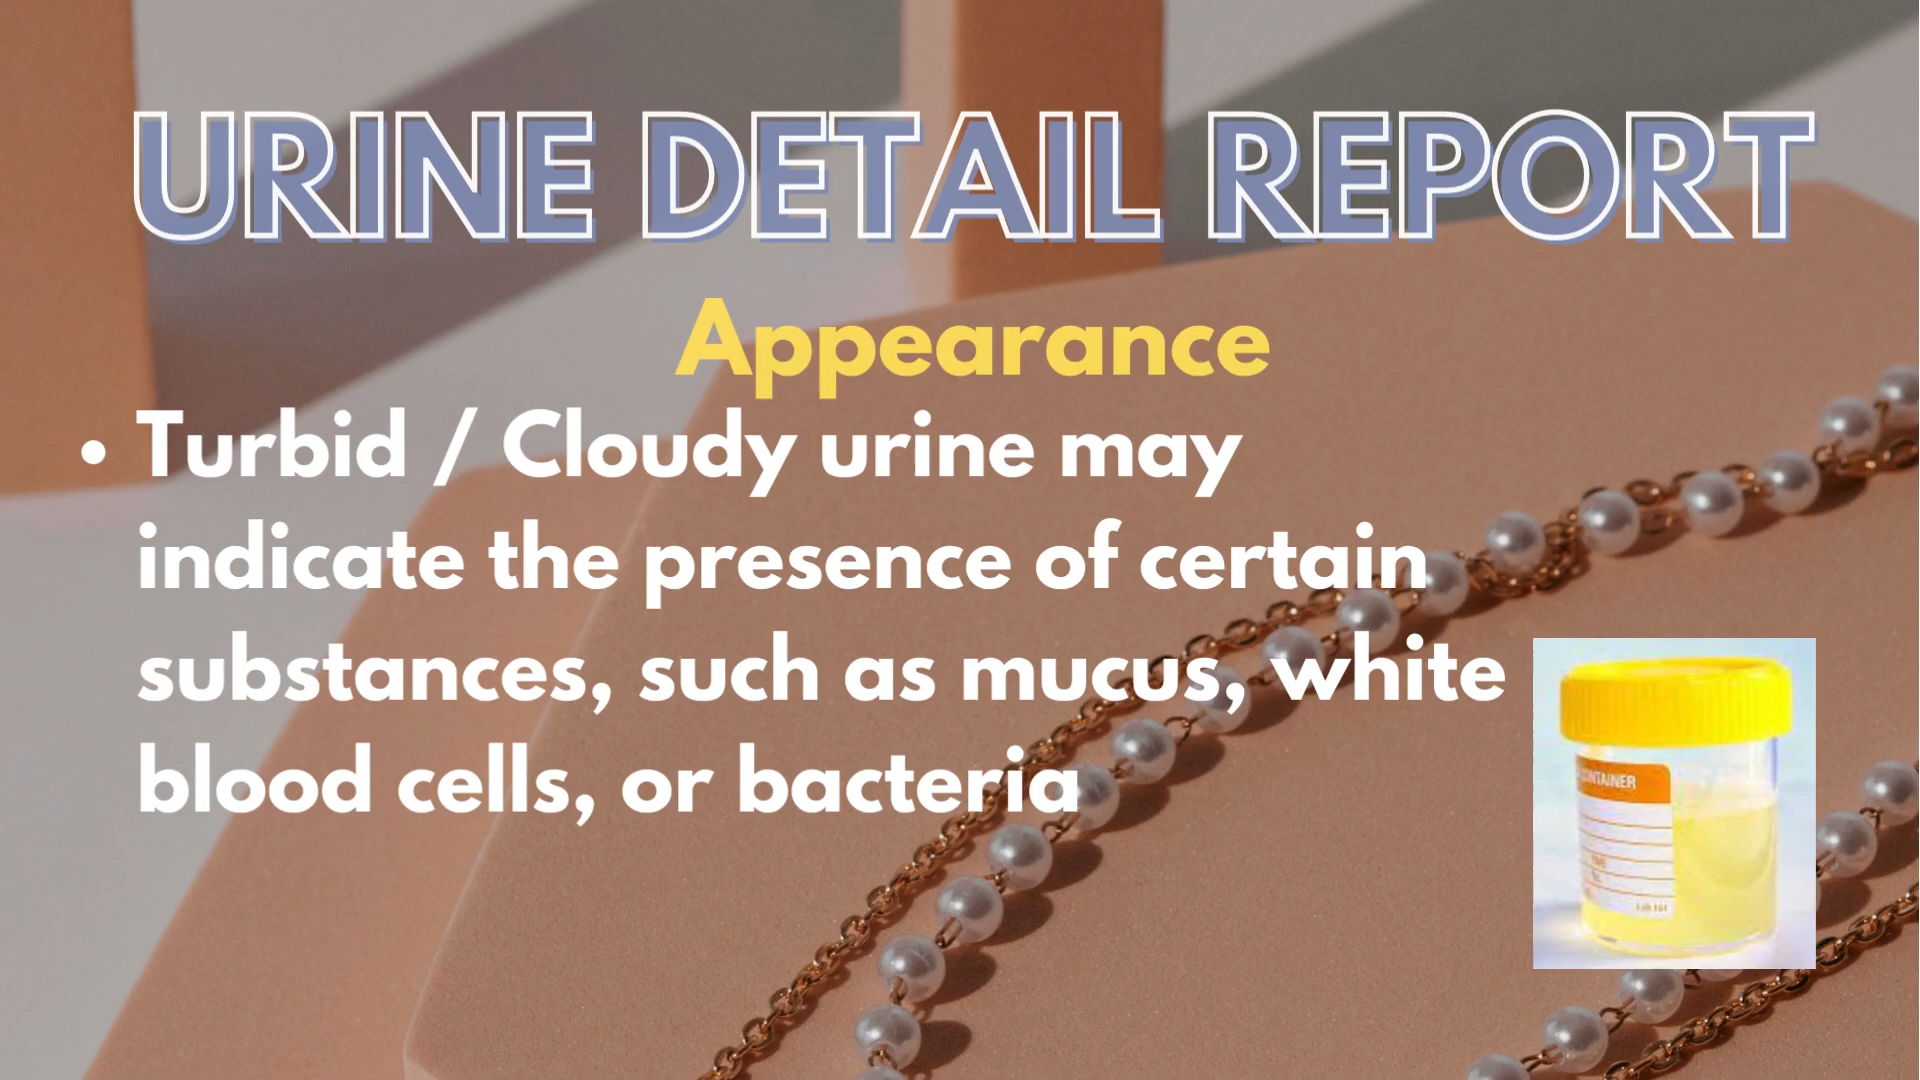 URINE DETAIL REPORT
Appearance
• Turbid / Cloudy urine may
indicate the presence of certain
substances, such as mucus, white
blood cells, or bacteria
CONTAINER